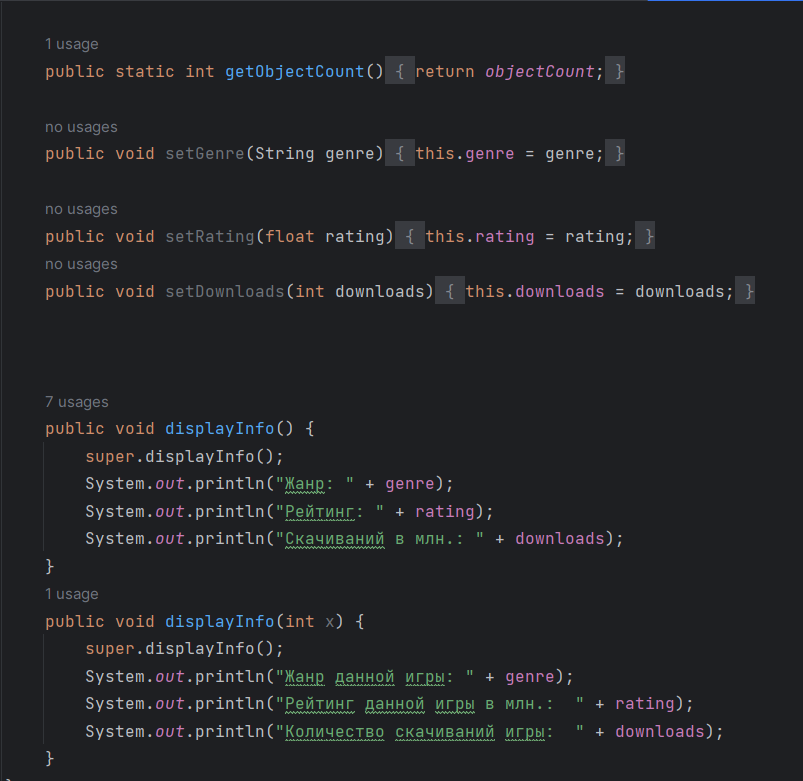 1 usage
public static int getObjectCount() { return objectCount; }
no usages
public void setGenre(String genre) { this.genre = genre; }
no usages
public void setRating(float rating) { this.rating = rating; }
no usages
public void setDownloads(int downloads) { this.downloads = downloads; }
7 usages
public void displayInfo() {
super.displayInfo();
System.out.println("Жанр: " + genre);
System.out.println("Рейтинг: " + rating);
System.out.println("Скачиваний в млн.: " + downloads);
}
1 usage
public void displayInfo(int x) {
super.displayInfo();
System.out.println("Жанр данной игры: " + genre);
System.out.println("Рейтинг данной игры в млн.:  " + rating);
System.out.println("Количество скачиваний игры:  " + downloads);
}